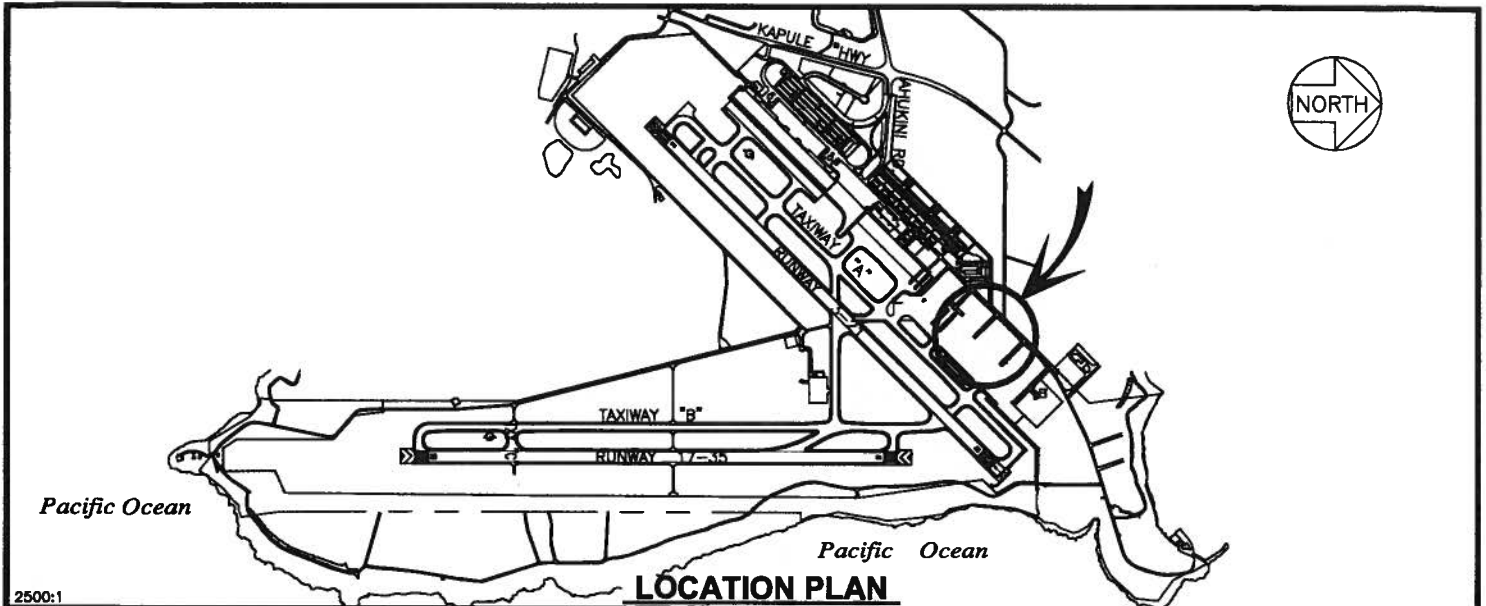 KAPULE HWY
NORTH
AHUKINI RD
TAXIWAY
"A"
RUNWAY
TAXIWAY "B"
RUNWAY 17-35
Pacific Ocean
Pacific Ocean
LOCATION PLAN
2500:1